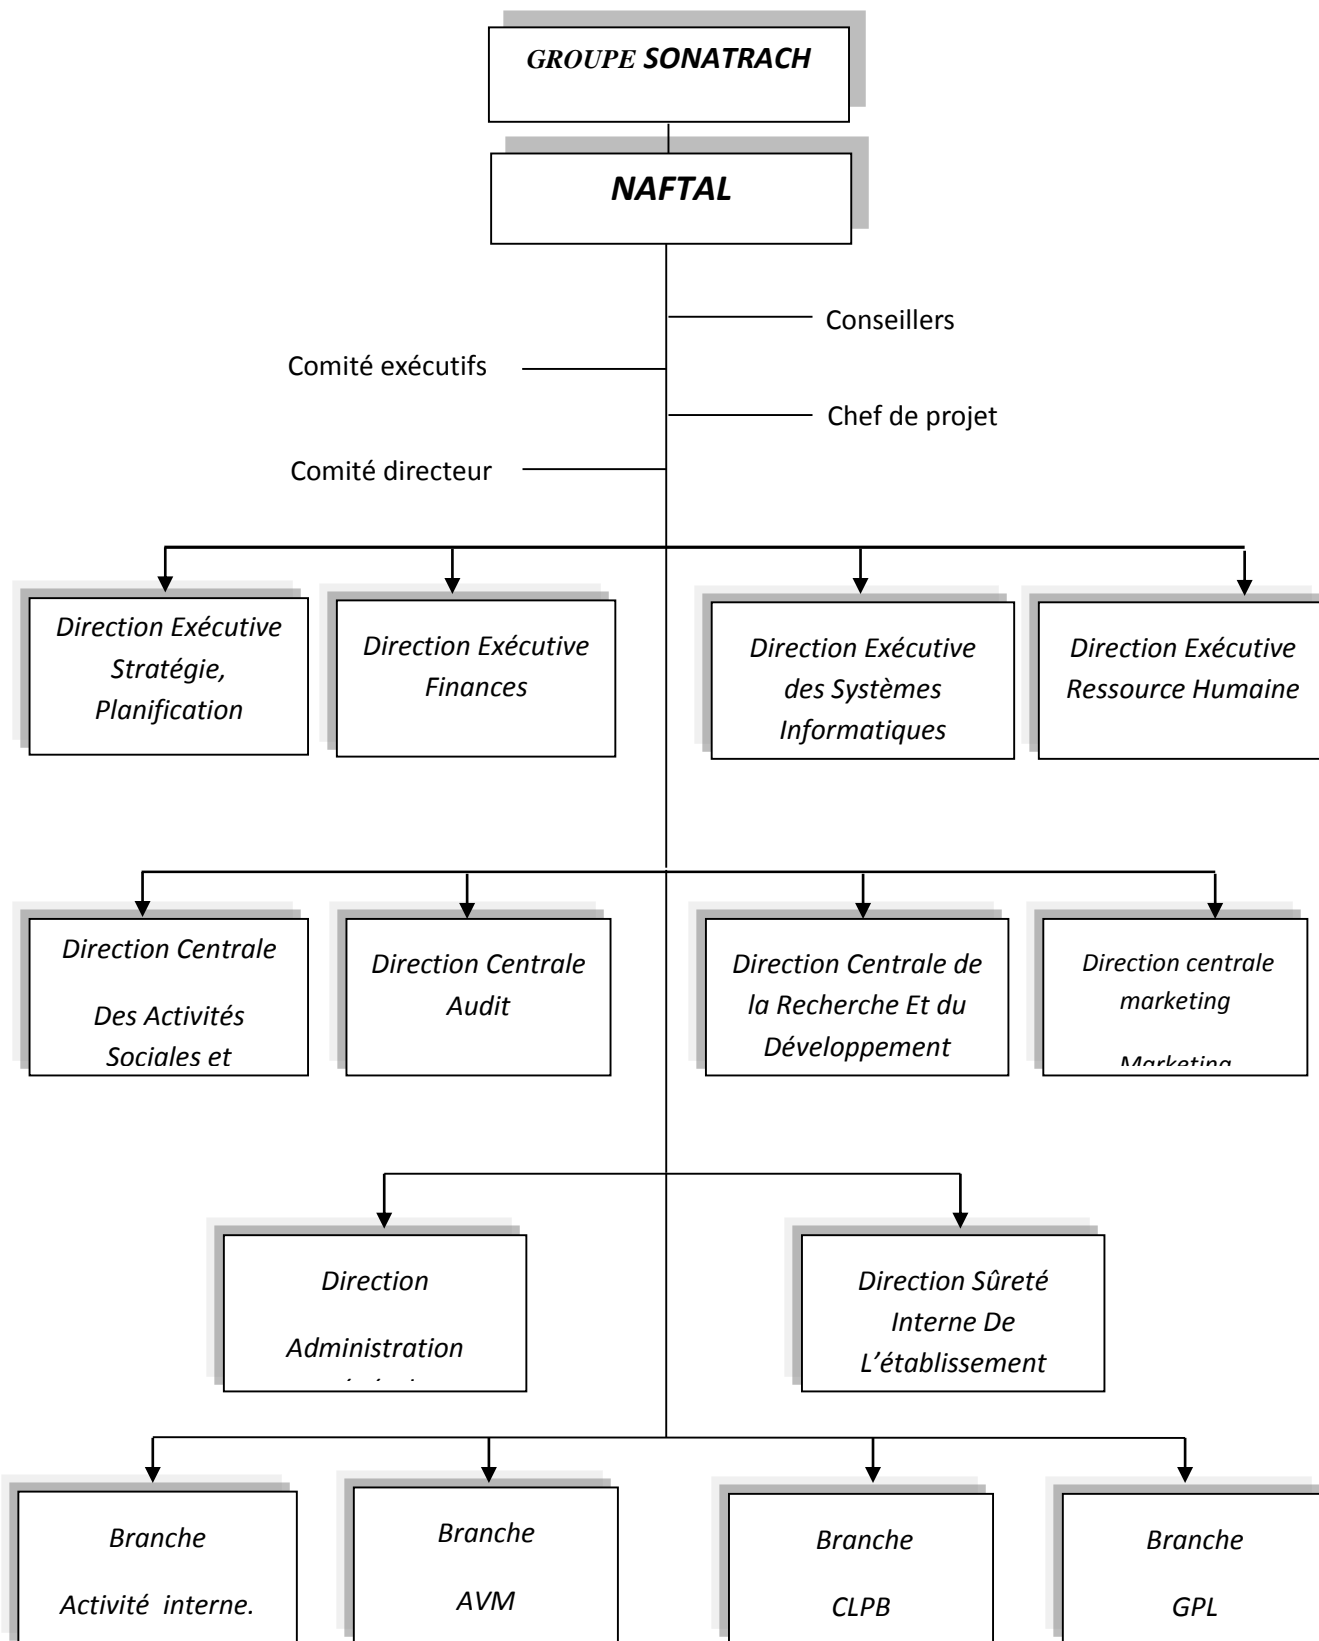 GROUPE SONATRACH
NAFTAL
Conseillers
Comité exécutifs
Chef de projet
Comité directeur
Direction Exécutive
Stratégie,
Planification
Direction Exécutive
Finances
Direction Exécutive
des Systèmes
Informatiques
Direction Exécutive
Ressource Humaine
Direction Centrale
Des Activités
Sociales et
Direction Centrale
Audit
Direction Centrale de
la Recherche Et du
Développement
Direction centrale
marketing
Marketing
Direction
Administration
Direction Sûreté
Interne De
L’établissement
Branche
Activité interne.
Branche
AVM
Branche
CLPB
Branche
GPL